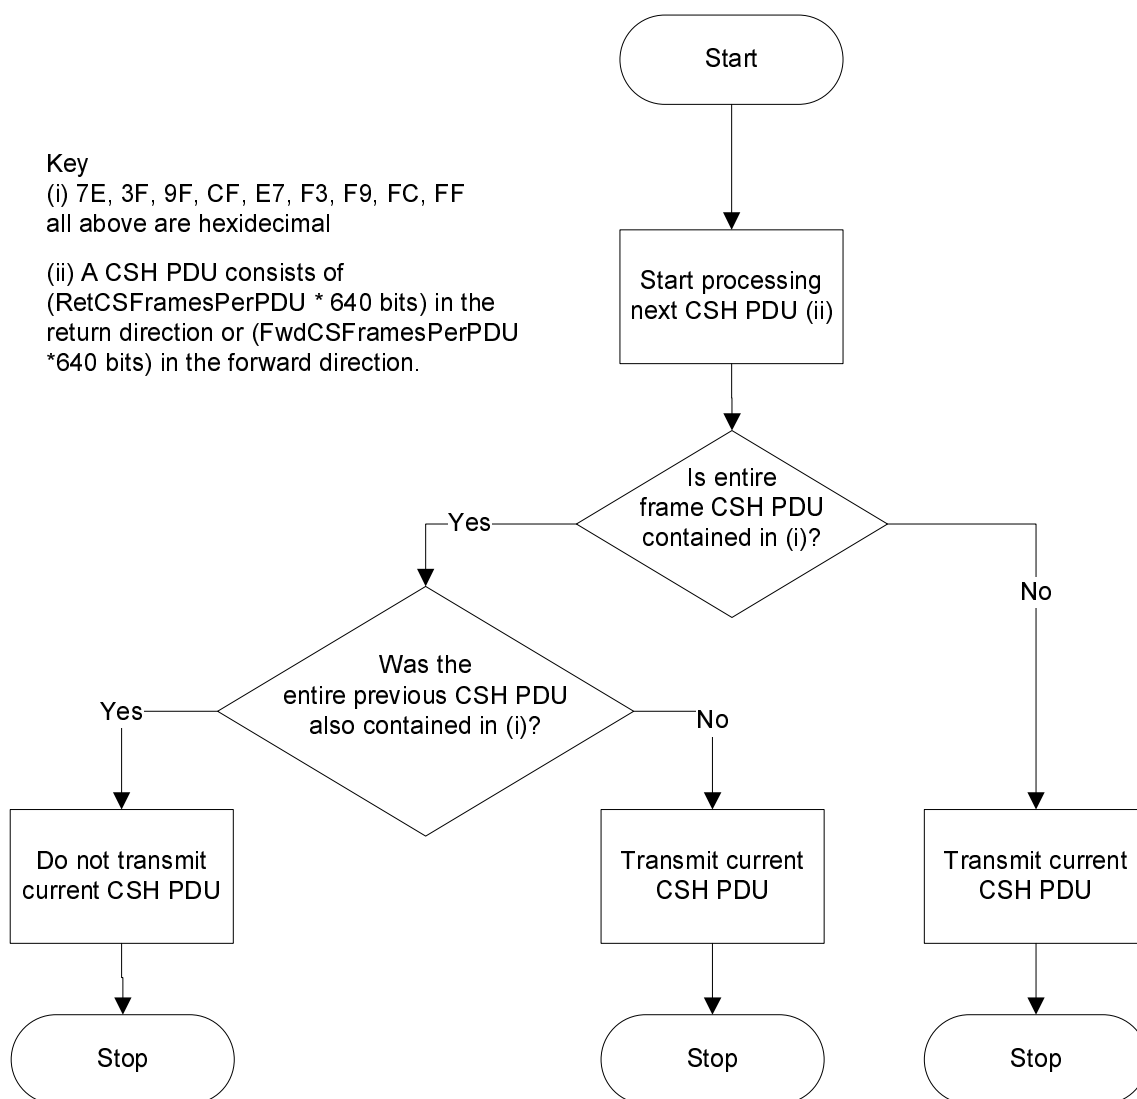 Start
Key
(i) 7E, 3F, 9F, CF, E7, F3, F9, FC, FF
all above are hexidecimal
(ii) A CSH PDU consists of
(RetCSFramesPerPDU * 640 bits) in the
return direction or (FwdCSFramesPerPDU
*640 bits) in the forward direction.
Start processing
next CSH PDU (ii)
Is entire
frame CSH PDU
contained in (i)?
Yes
No
Was the
entire previous CSH PDU
also contained in (i)?
Yes
No
Do not transmit
current CSH PDU
Transmit current
CSH PDU
Transmit current
CSH PDU
Stop
Stop
Stop